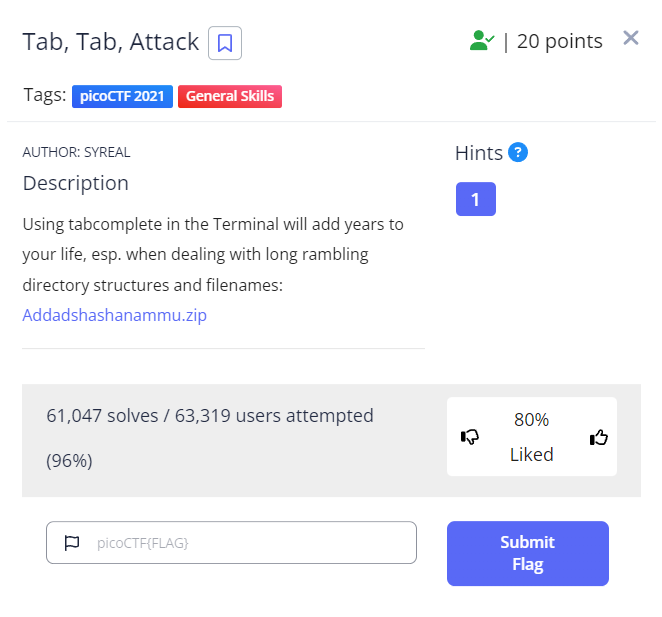 Tab, Tab, Attack
| 20 points
Tags: picoCTF 2021 General Skills
AUTHOR: SYREAL
Description
Using tabcomplete in the Terminal will add years to
your life, esp. when dealing with long rambling
directory structures and filenames:
Addadshashanammu.zip
Hints ?
1
61,047 solves / 63,319 users attempted
(96%)
80%
Liked
picoCTF{FLAG}
Submit
Flag